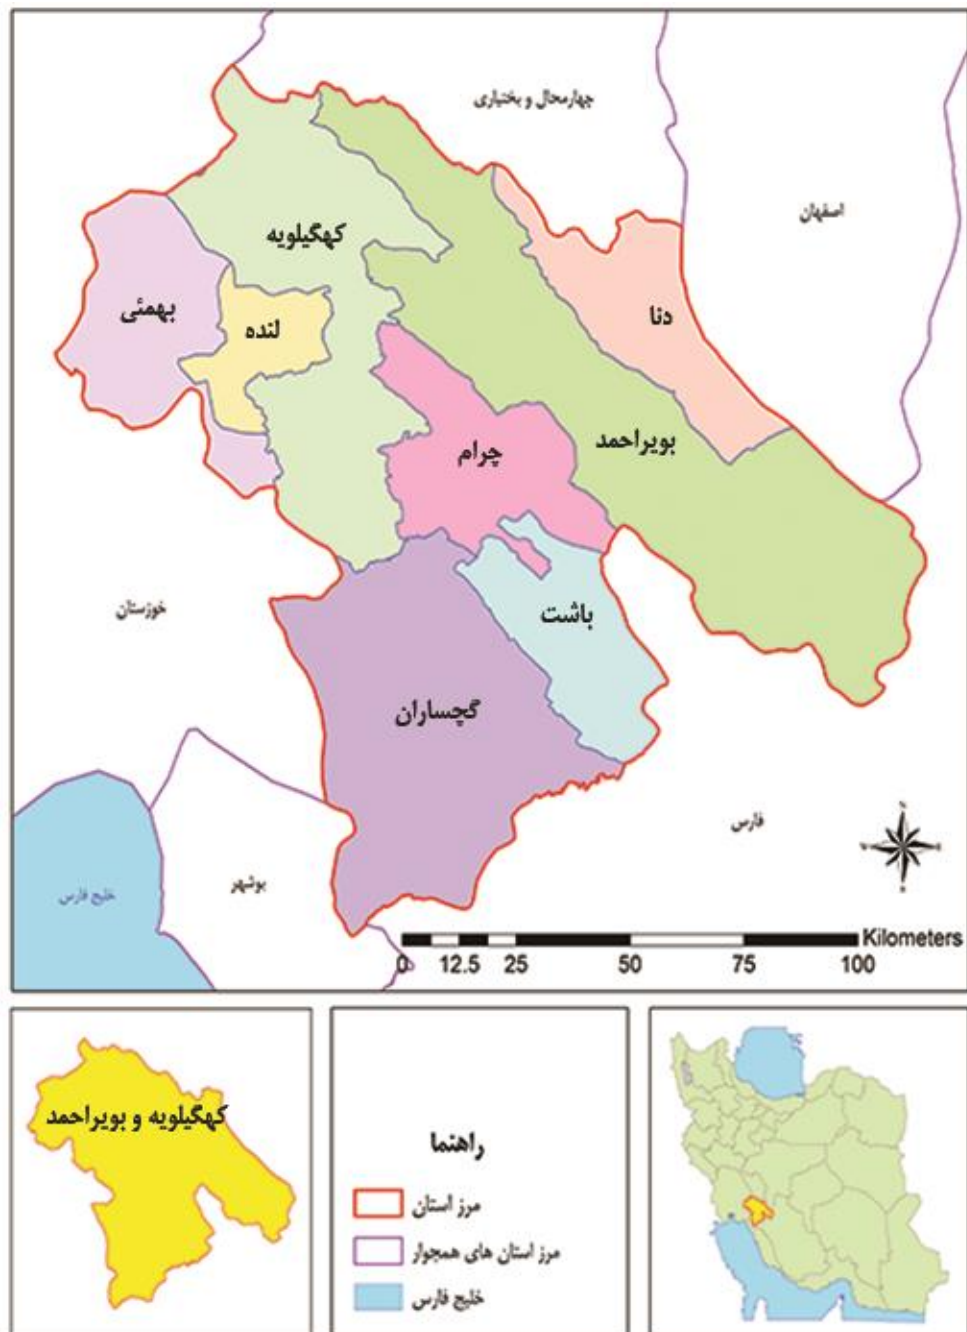 چهارمحال و بختیاری
اصفهان
کهگیلویه
بهمئی
لنده
دنا
بویراحمد
چرام
خوزستان
باشت
گچساران
فارس
بوشهر
خلیج فارس
Kilometers
0 12.5 25 50 75 100
کهگیلویه و بویراحمد
راهنما
مرز استان
مرز استان های همجوار
خلیج فارس